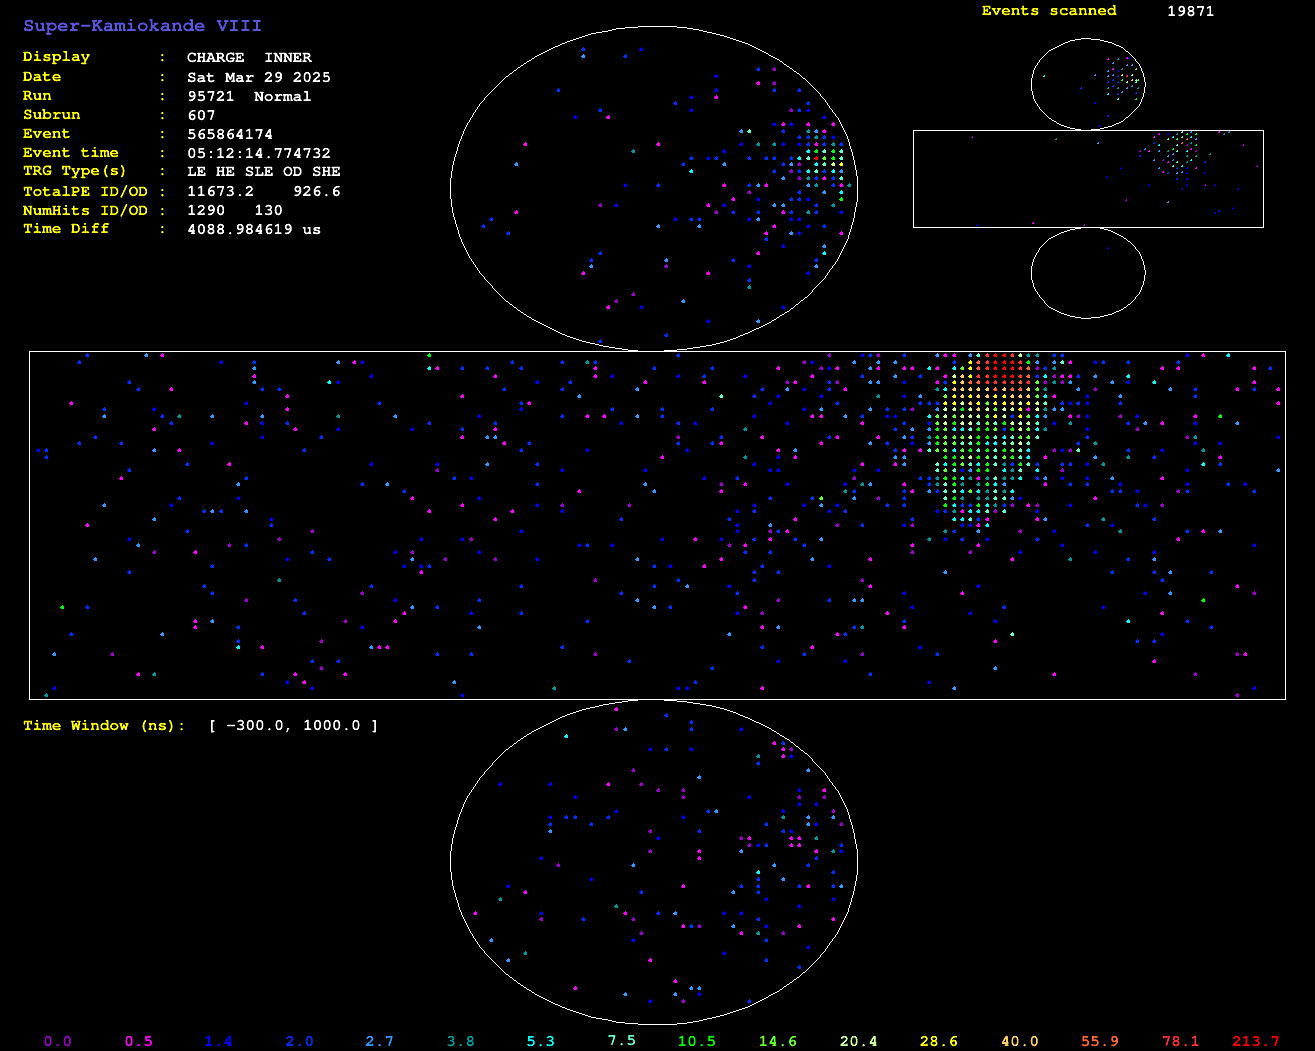 Super-Kamiokande VIII
Events scanned 19871
Display : CHARGE INNER
Date : Sat Mar 29 2025
Run : 95721 Normal
Subrun : 607
Event : 565864174
Event time : 05:12:14.774732
TRG Type(s) : LE HE SLE OD SHE
TotalPE ID/OD : 11673.2 926.6
NumHits ID/OD : 1290 130
Time Diff : 4088.984619 us
Time Window (ns): [ -300.0, 1000.0 ]
0.0 0.5 1.4 2.0 2.7 3.8 5.3 7.5 10.5 14.6 20.4 28.6 40.0 55.9 78.1 213.7